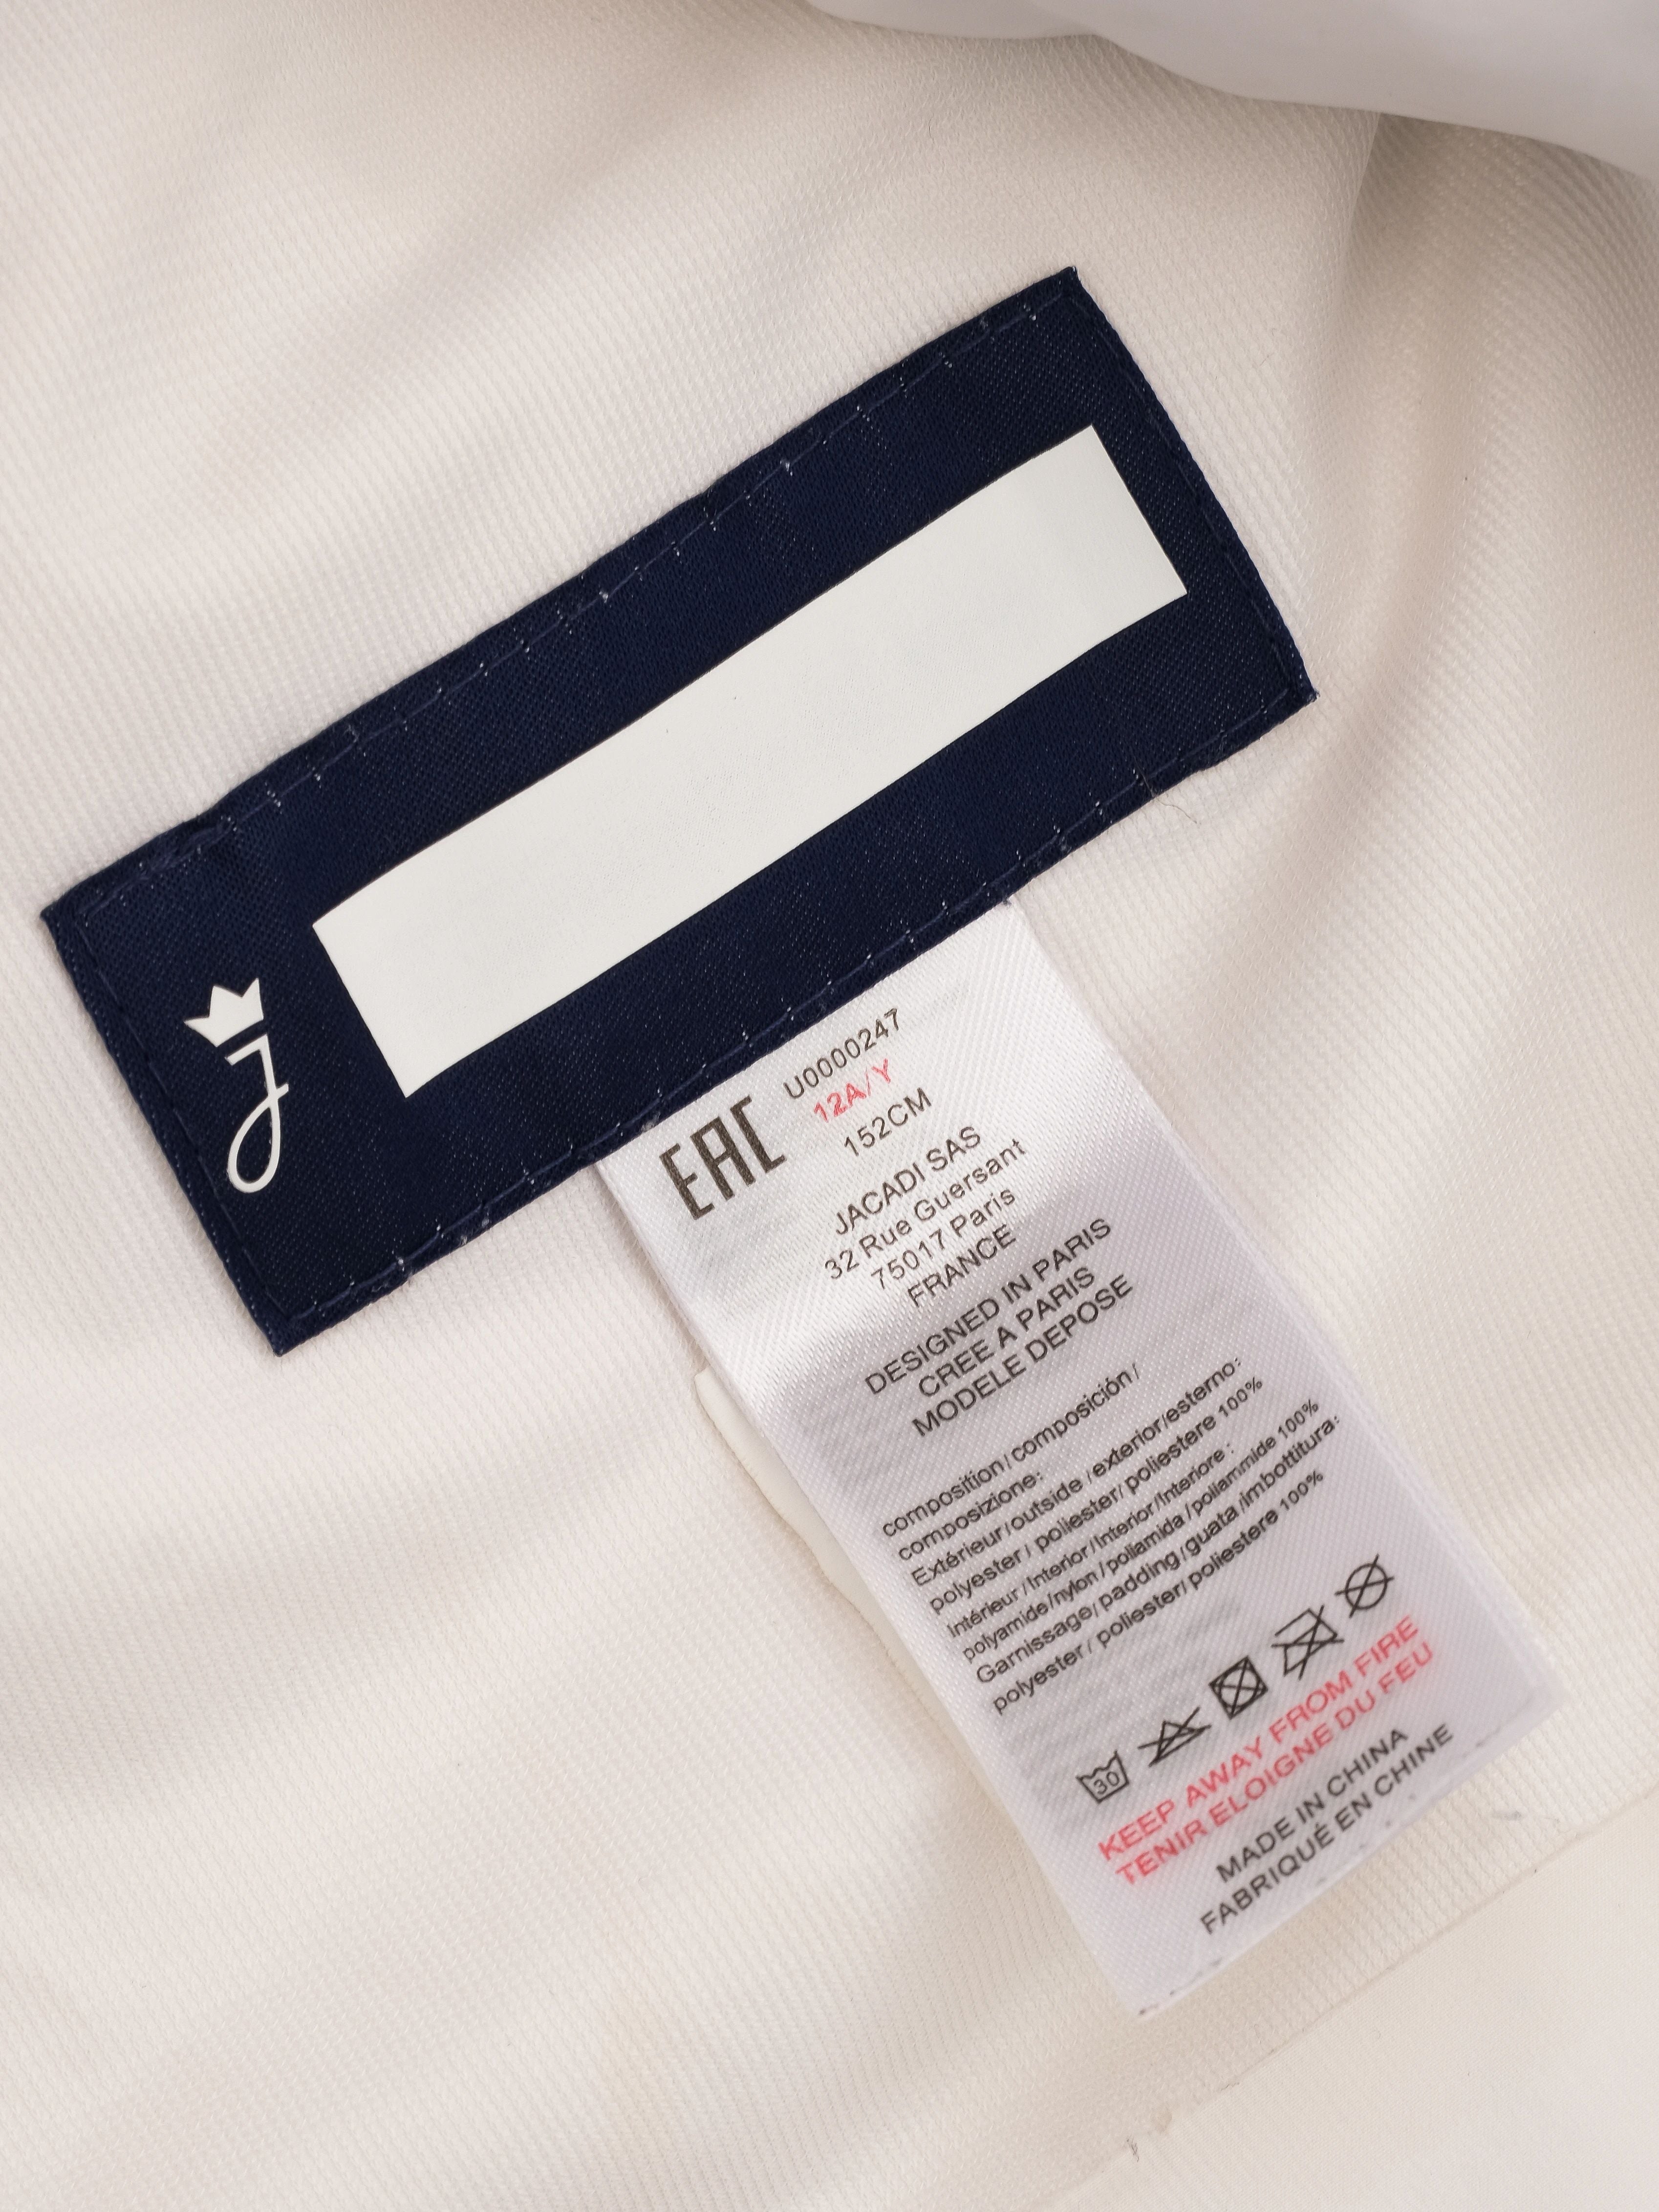 J
EAC
U0000247
12A/Y
152CM
JACADI SAS
32 Rue Guersant
75017 Paris
FRANCE
DESIGNED IN PARIS
CREE A PARIS
MODELE DEPOSE
composition/composición/
composizione:
Extérieur/outside/exterior/esterno:
polyester/poliester/poliestere 100%
Intérieur/Interior/Interior/Interiore:
polyamide/nylon/poliamida/poliammide 100%
Garnissage/padding/guata/imbottitura:
polyester/poliester/poliestere 100%
30
KEEP AWAY FROM FIRE
TENIR ELOIGNE DU FEU
MADE IN CHINA
FABRIQUÉ EN CHINE